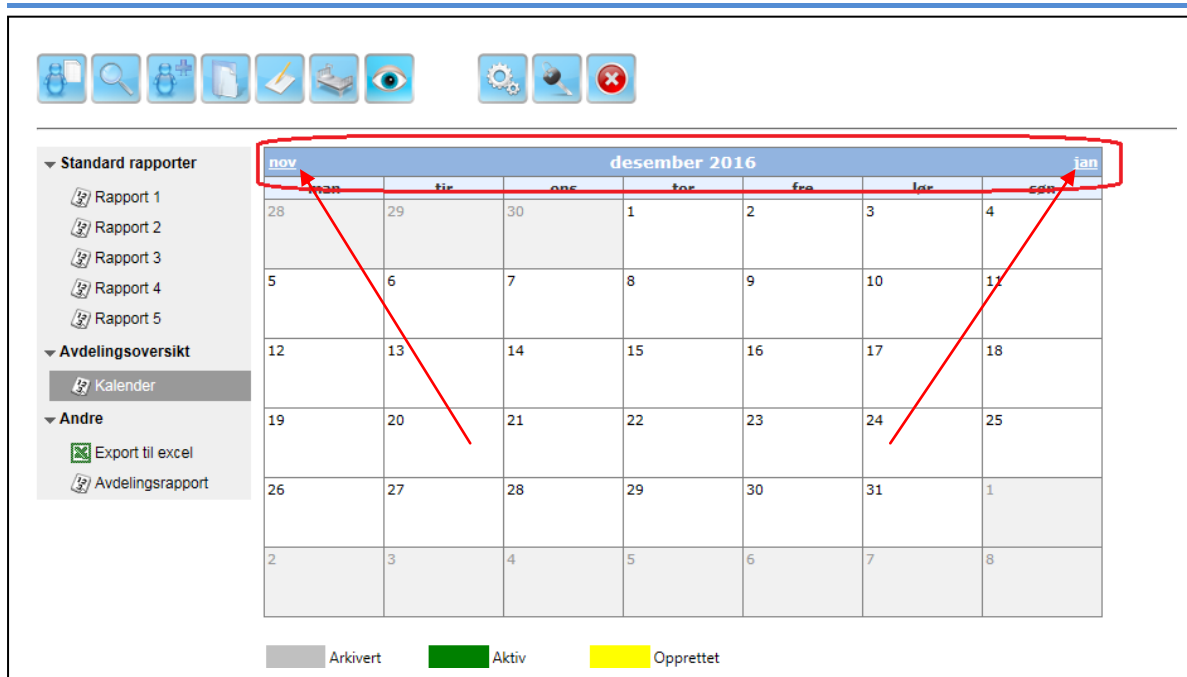 Standard rapporter
Rapport 1
Rapport 2
Rapport 3
Rapport 4
Rapport 5
Avdelingsoversikt
Kalender
Andre
Export til excel
Avdelingsrapport
nov desember 2016 jan
man tir ons tor fre lør søn
28 29 30 1 2 3 4
5 6 7 8 9 10 11
12 13 14 15 16 17 18
19 20 21 22 23 24 25
26 27 28 29 30 31 1
2 3 4 5 6 7 8
Arkivert Aktiv Opprettet